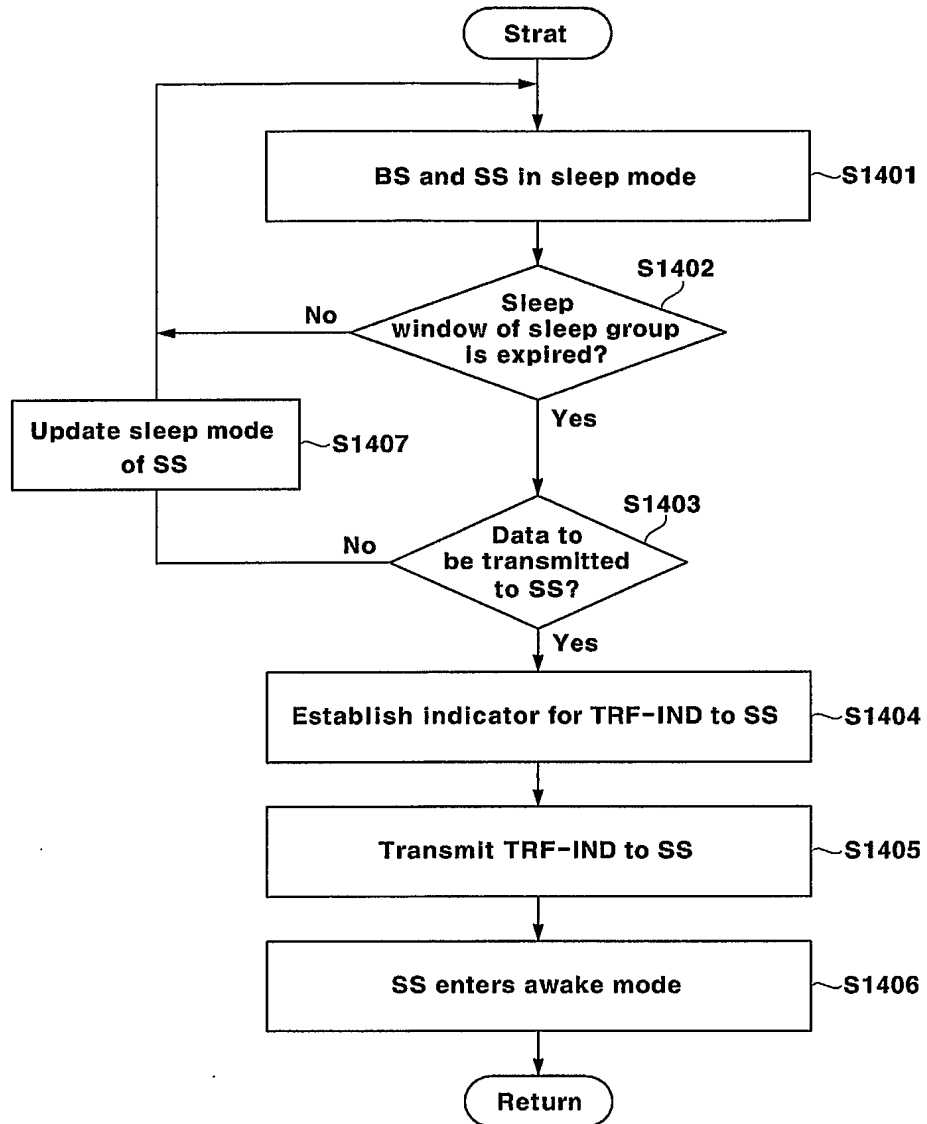 Strat
BS and SS in sleep mode
S1401
S1402
Sleep
window of sleep group
is expired?
No
Yes
Update sleep mode
of SS
S1407
S1403
Data to
be transmitted
to SS?
No
Yes
Establish indicator for TRF-IND to SS
S1404
Transmit TRF-IND to SS
S1405
SS enters awake mode
S1406
Return